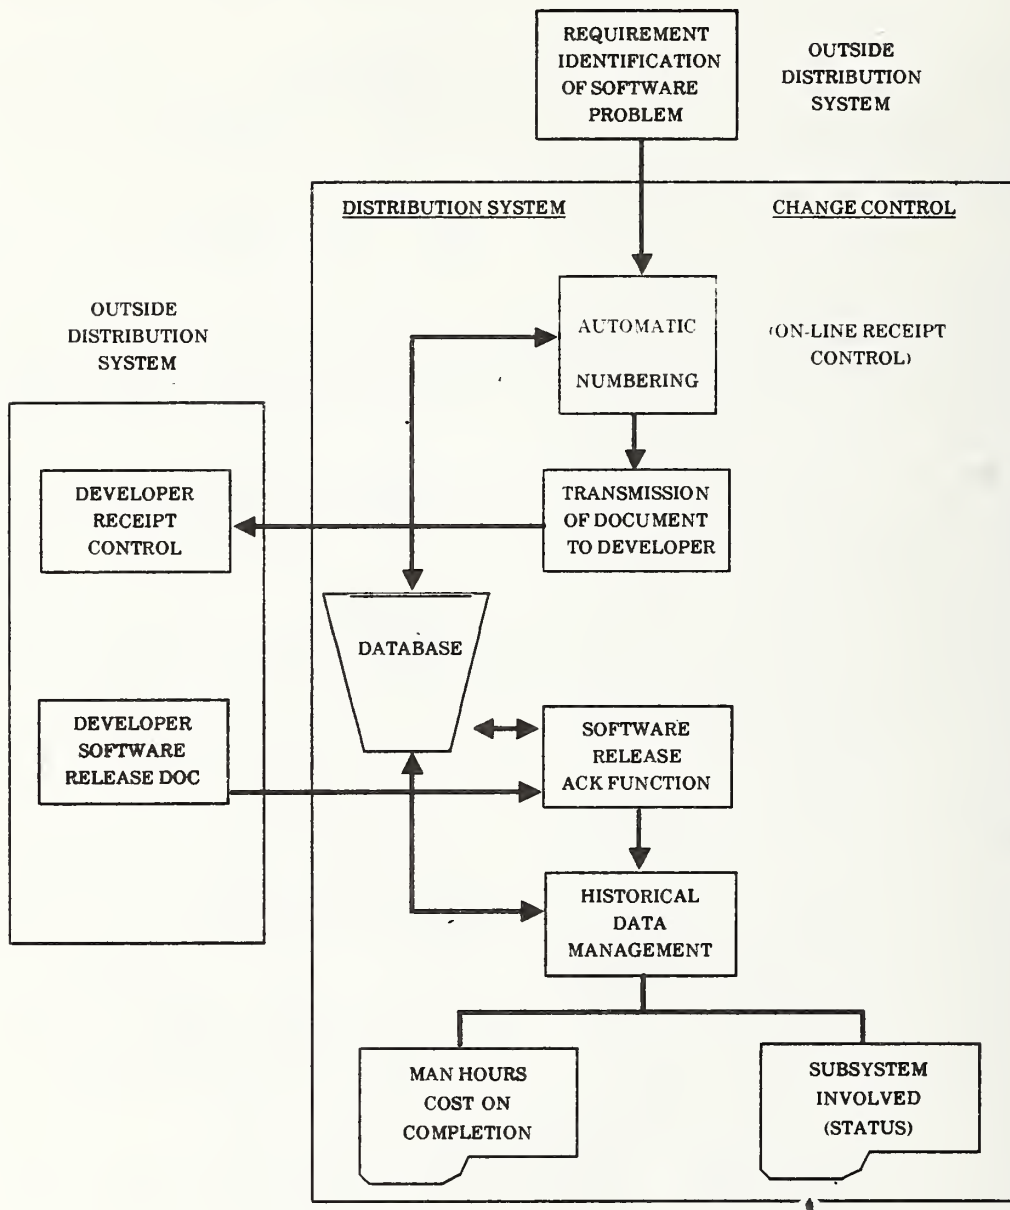 REQUIREMENT
IDENTIFICATION
OF SOFTWARE
PROBLEM
OUTSIDE
DISTRIBUTION
SYSTEM
DISTRIBUTION SYSTEM
CHANGE CONTROL
OUTSIDE
DISTRIBUTION
SYSTEM
AUTOMATIC
NUMBERING
(ON-LINE RECEIPT
CONTROL)
DEVELOPER
RECEIPT
CONTROL
TRANSMISSION
OF DOCUMENT
TO DEVELOPER
DATABASE
DEVELOPER
SOFTWARE
RELEASE DOC
SOFTWARE
RELEASE
ACK FUNCTION
HISTORICAL
DATA
MANAGEMENT
MAN HOURS
COST ON
COMPLETION
SUBSYSTEM
INVOLVED
(STATUS)